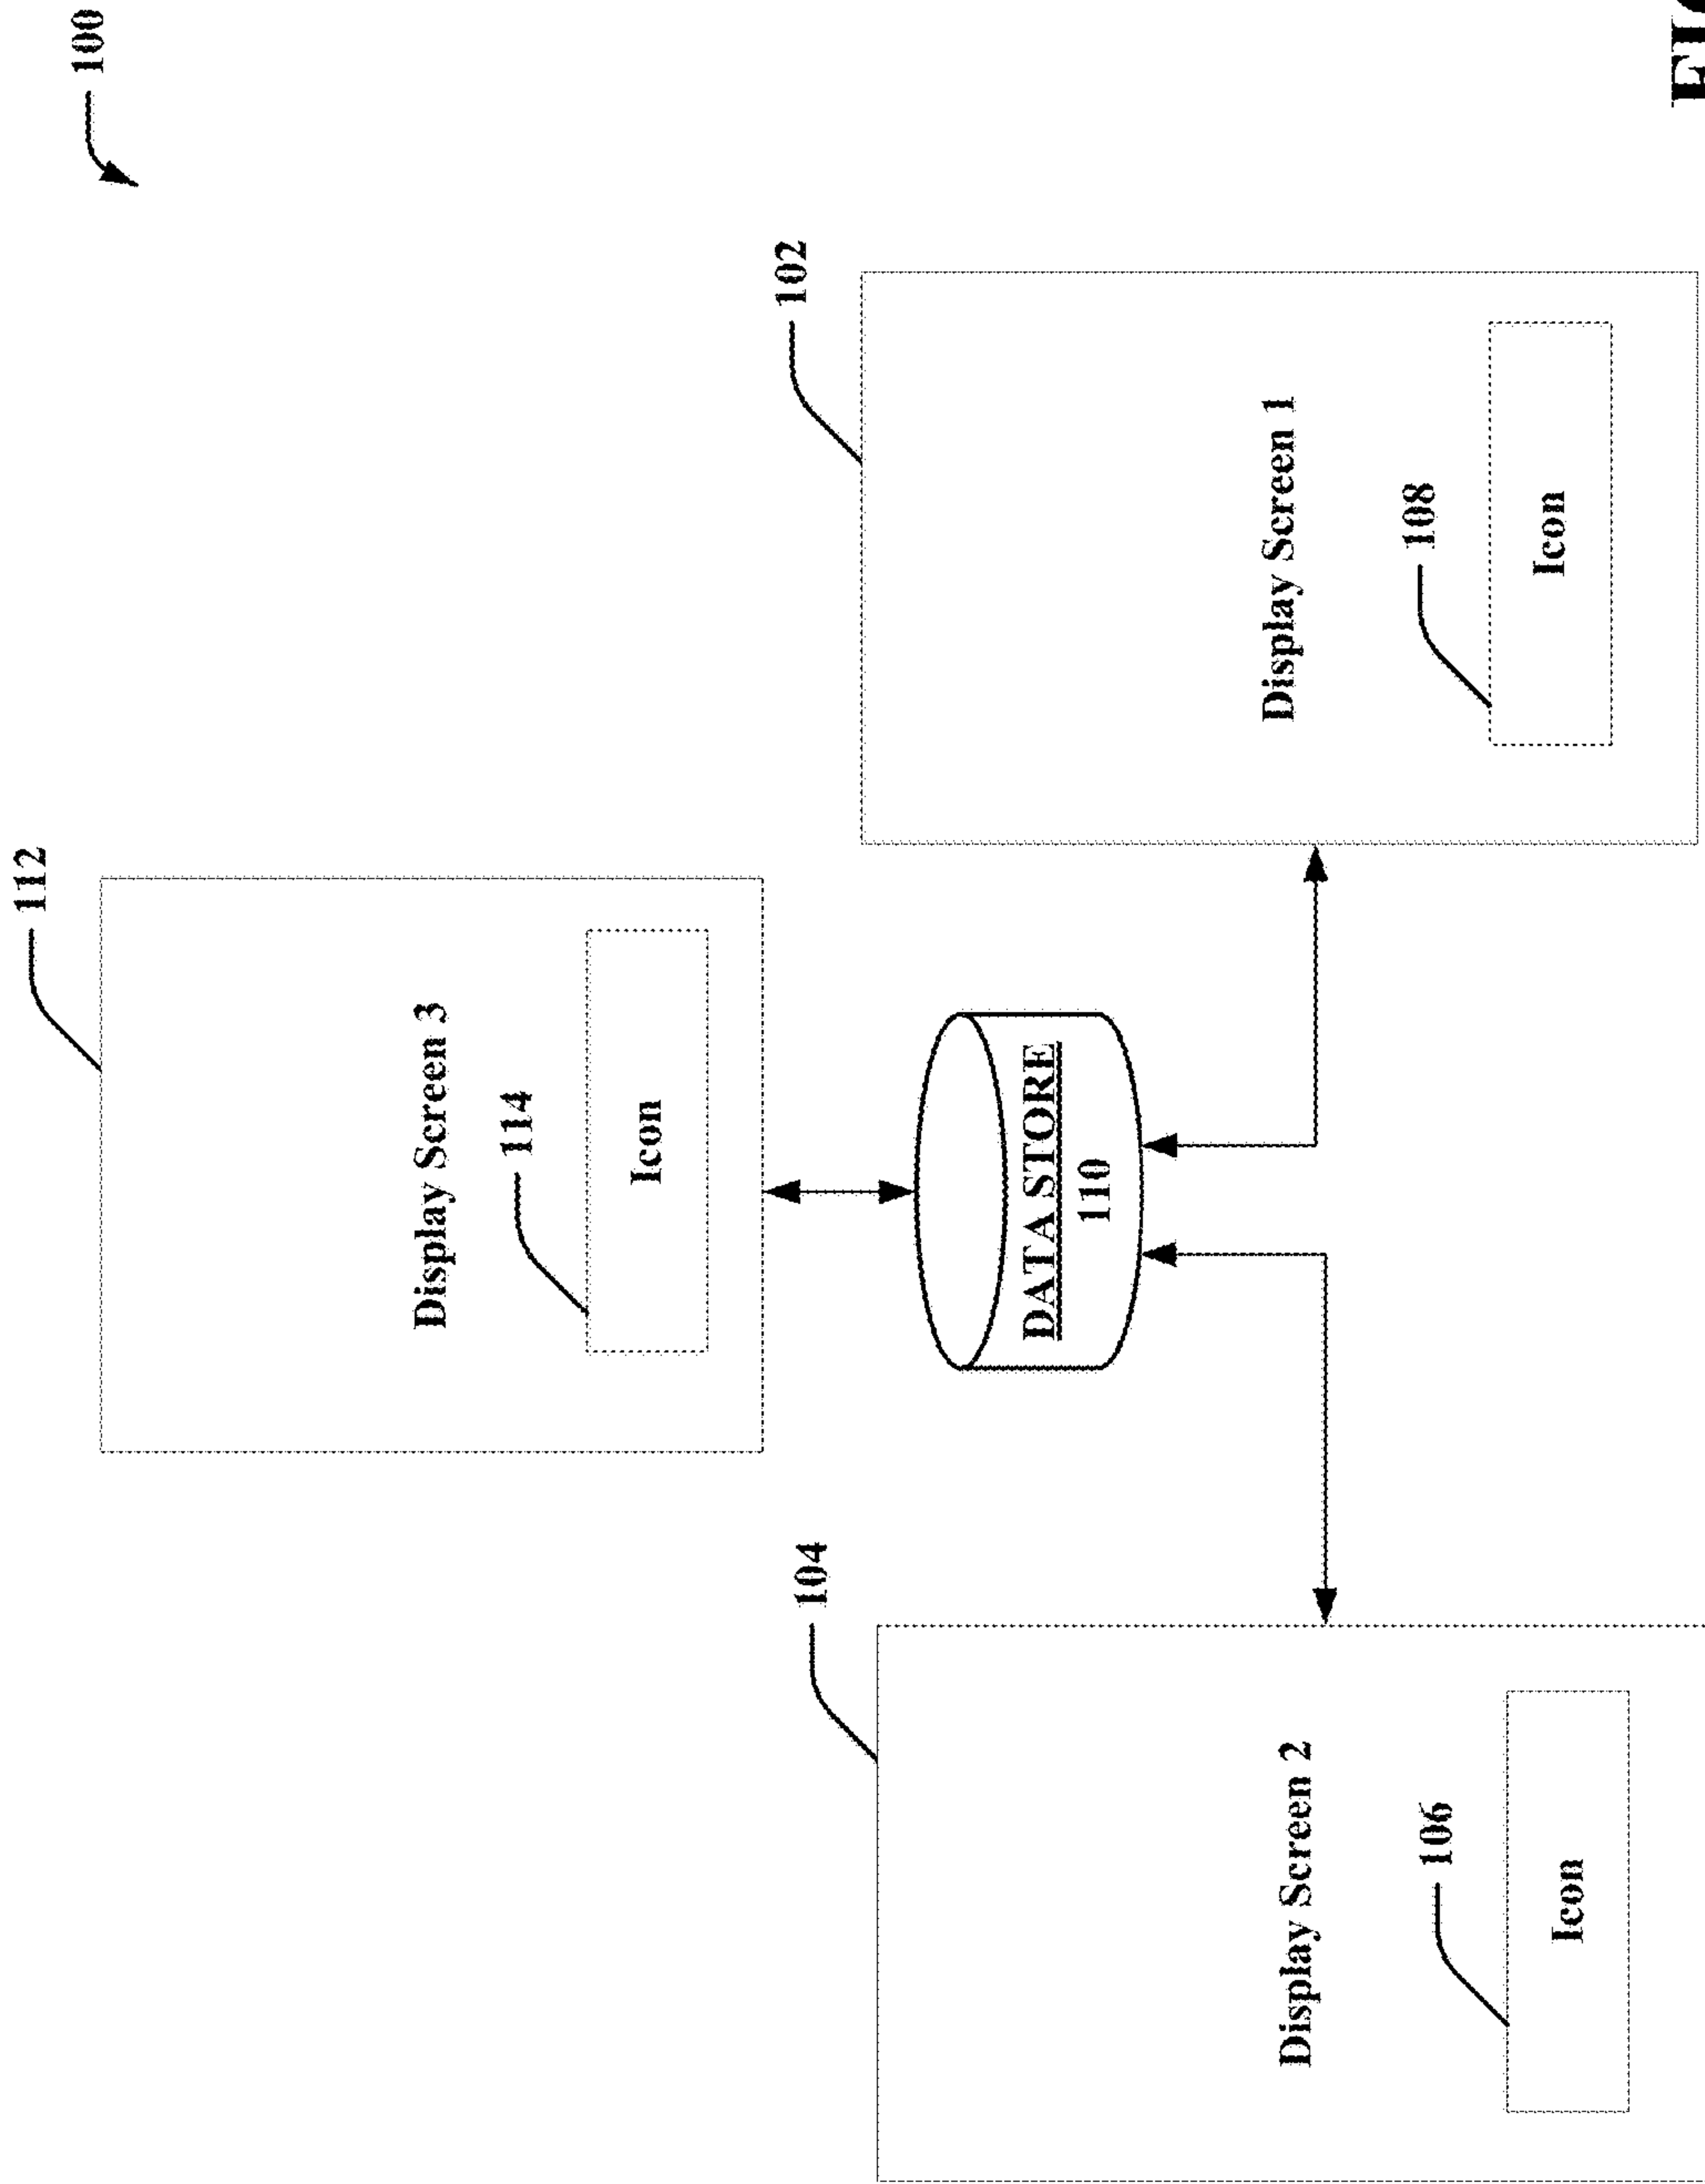 100
112
Display Screen 3
114
Icon
104
102
DATA STORE
110
Display Screen 2
Display Screen 1
106
108
Icon
Icon